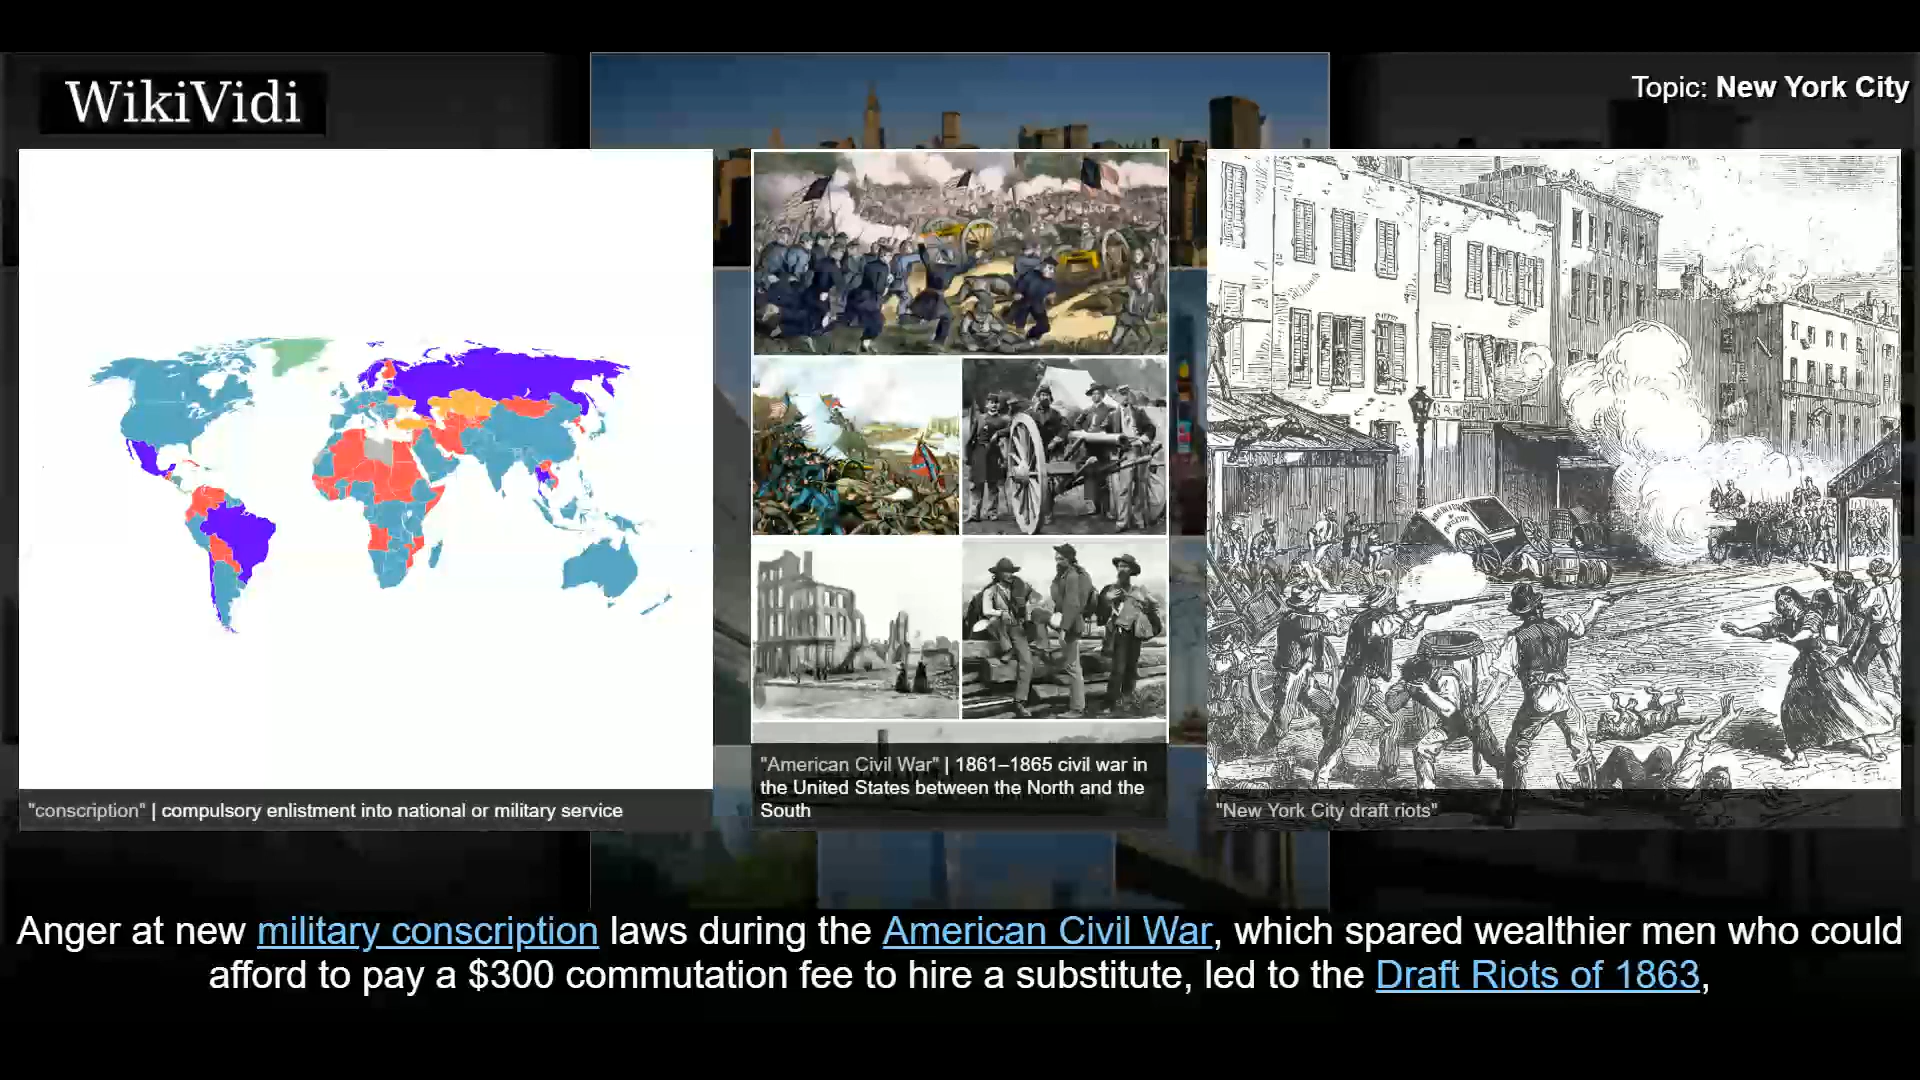 WikiVidi
Topic: New York City
"conscription" | compulsory enlistment into national or military service
"American Civil War" | 1861–1865 civil war in
the United States between the North and the
South
"New York City draft riots"
Anger at new military conscription laws during the American Civil War, which spared wealthier men who could
afford to pay a $300 commutation fee to hire a substitute, led to the Draft Riots of 1863,